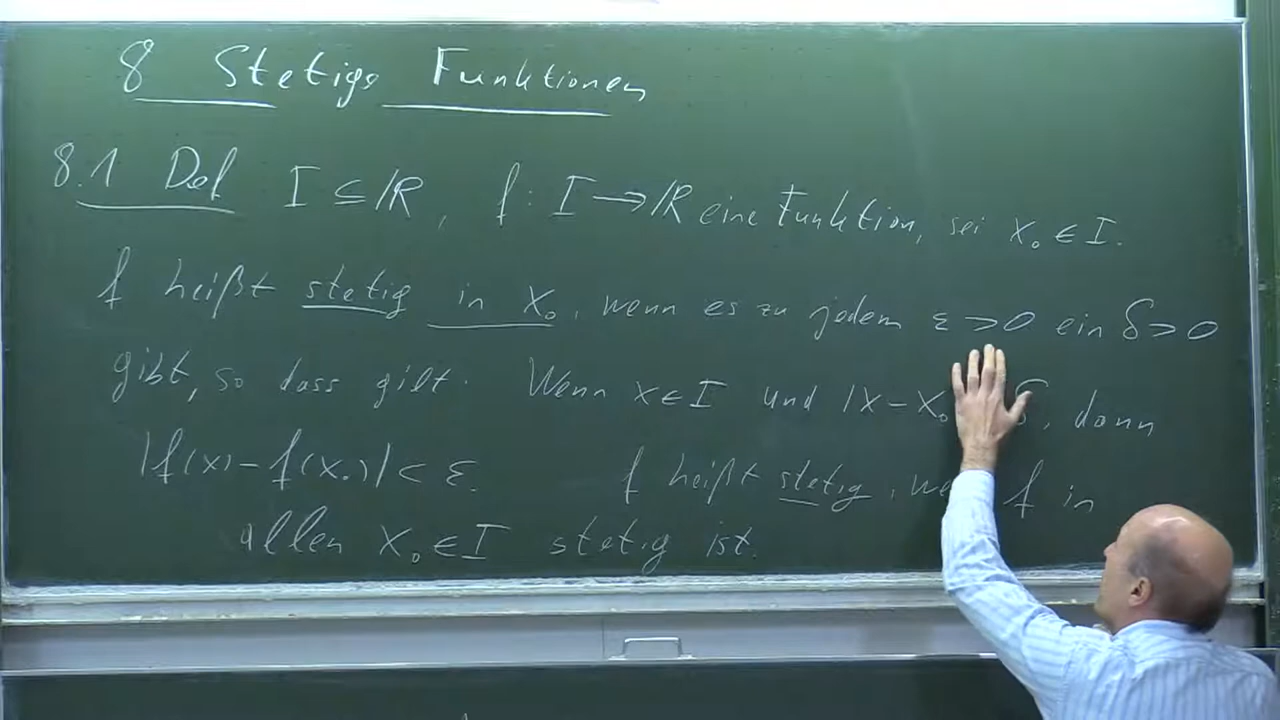 8 Stetige Funktionen
8.1 Def I ⊆ ℝ, f: I → ℝ eine Funktion, sei x₀ ∈ I.
f heißt stetig in x₀, wenn es zu jedem ε > 0 ein δ > 0
gibt, so dass gilt. Wenn x ∈ I und |x - x₀ δ, dann
|f(x) - f(x₀)| < ε. f heißt stetig, f in
allen x₀ ∈ I stetig ist.